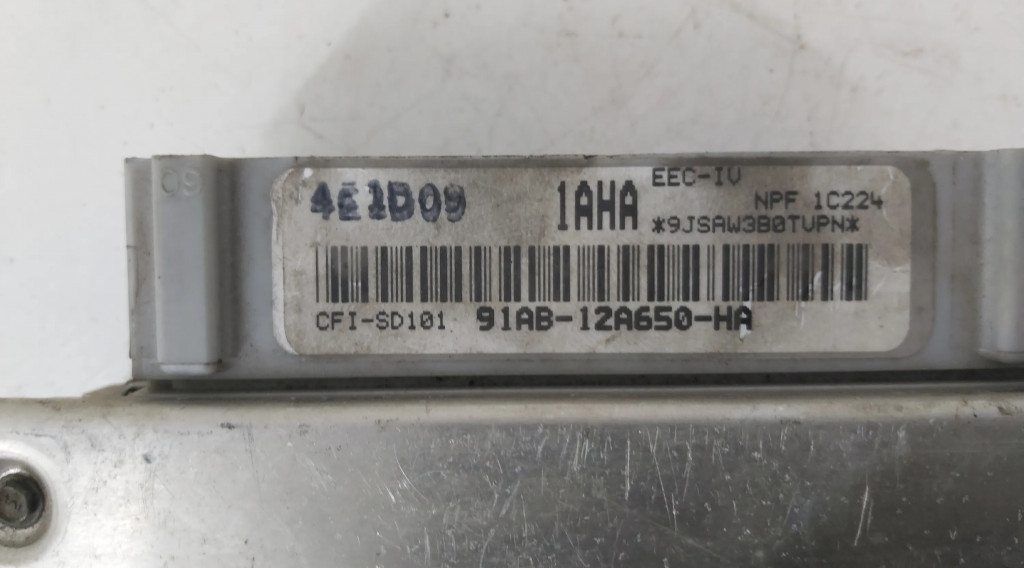 09
4E1D09
1AHA
EEC-IV
NPF 1C224
*9JSAW3B0TVPN*
CFI-SD101 91AB-12A650-HA